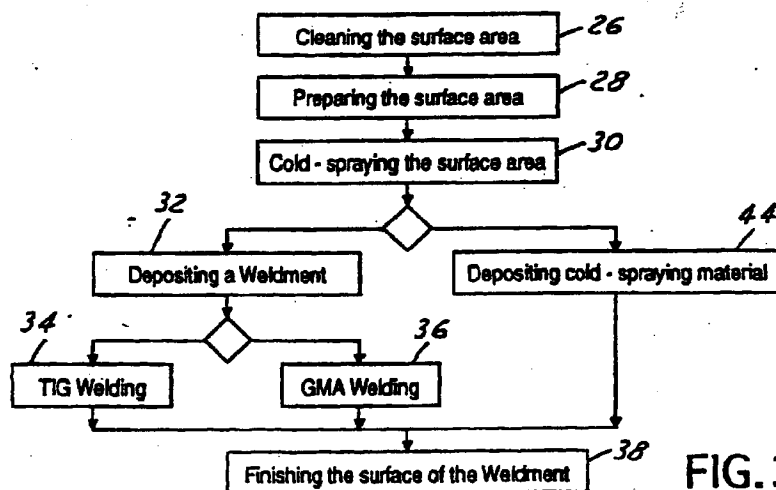 Cleaning the surface area
26
Preparing the surface area
28
Cold - spraying the surface area
30
32
44
Depositing a Weldment
Depositing cold - spraying material
34
36
TIG Welding
GMA Welding
Finishing the surface of the Weldment
38
FIG.